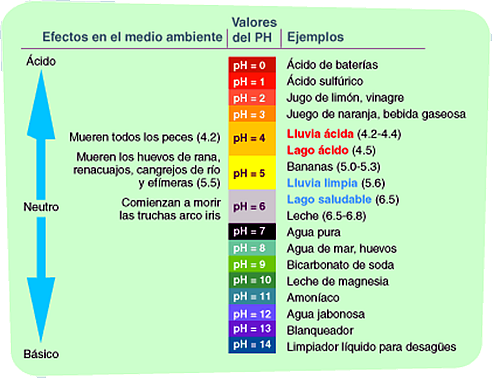 Efectos en el medio ambiente
Valores
del PH
Ejemplos
Ácido
pH = 0 Ácido de baterías
pH = 1 Ácido sulfúrico
pH = 2 Jugo de limón, vinagre
pH = 3 Juego de naranja, bebida gaseosa
Mueren todos los peces (4.2) pH = 4 Lluvia ácida (4.2-4.4)
Lago ácido (4.5)
Mueren los huevos de rana,
renacuajos, cangrejos de río
y efímeras (5.5)
pH = 5
Bananas (5.0-5.3)
Lluvia limpia (5.6)
Neutro
Comienzan a morir
las truchas arco iris
pH = 6
Lago saludable (6.5)
Leche (6.5-6.8)
pH = 7 Agua pura
pH = 8 Agua de mar, huevos
pH = 9 Bicarbonato de soda
pH = 10 Leche de magnesia
pH = 11 Amoníaco
pH = 12 Agua jabonosa
pH = 13 Blanqueador
pH = 14 Limpiador líquido para desagües
Básico